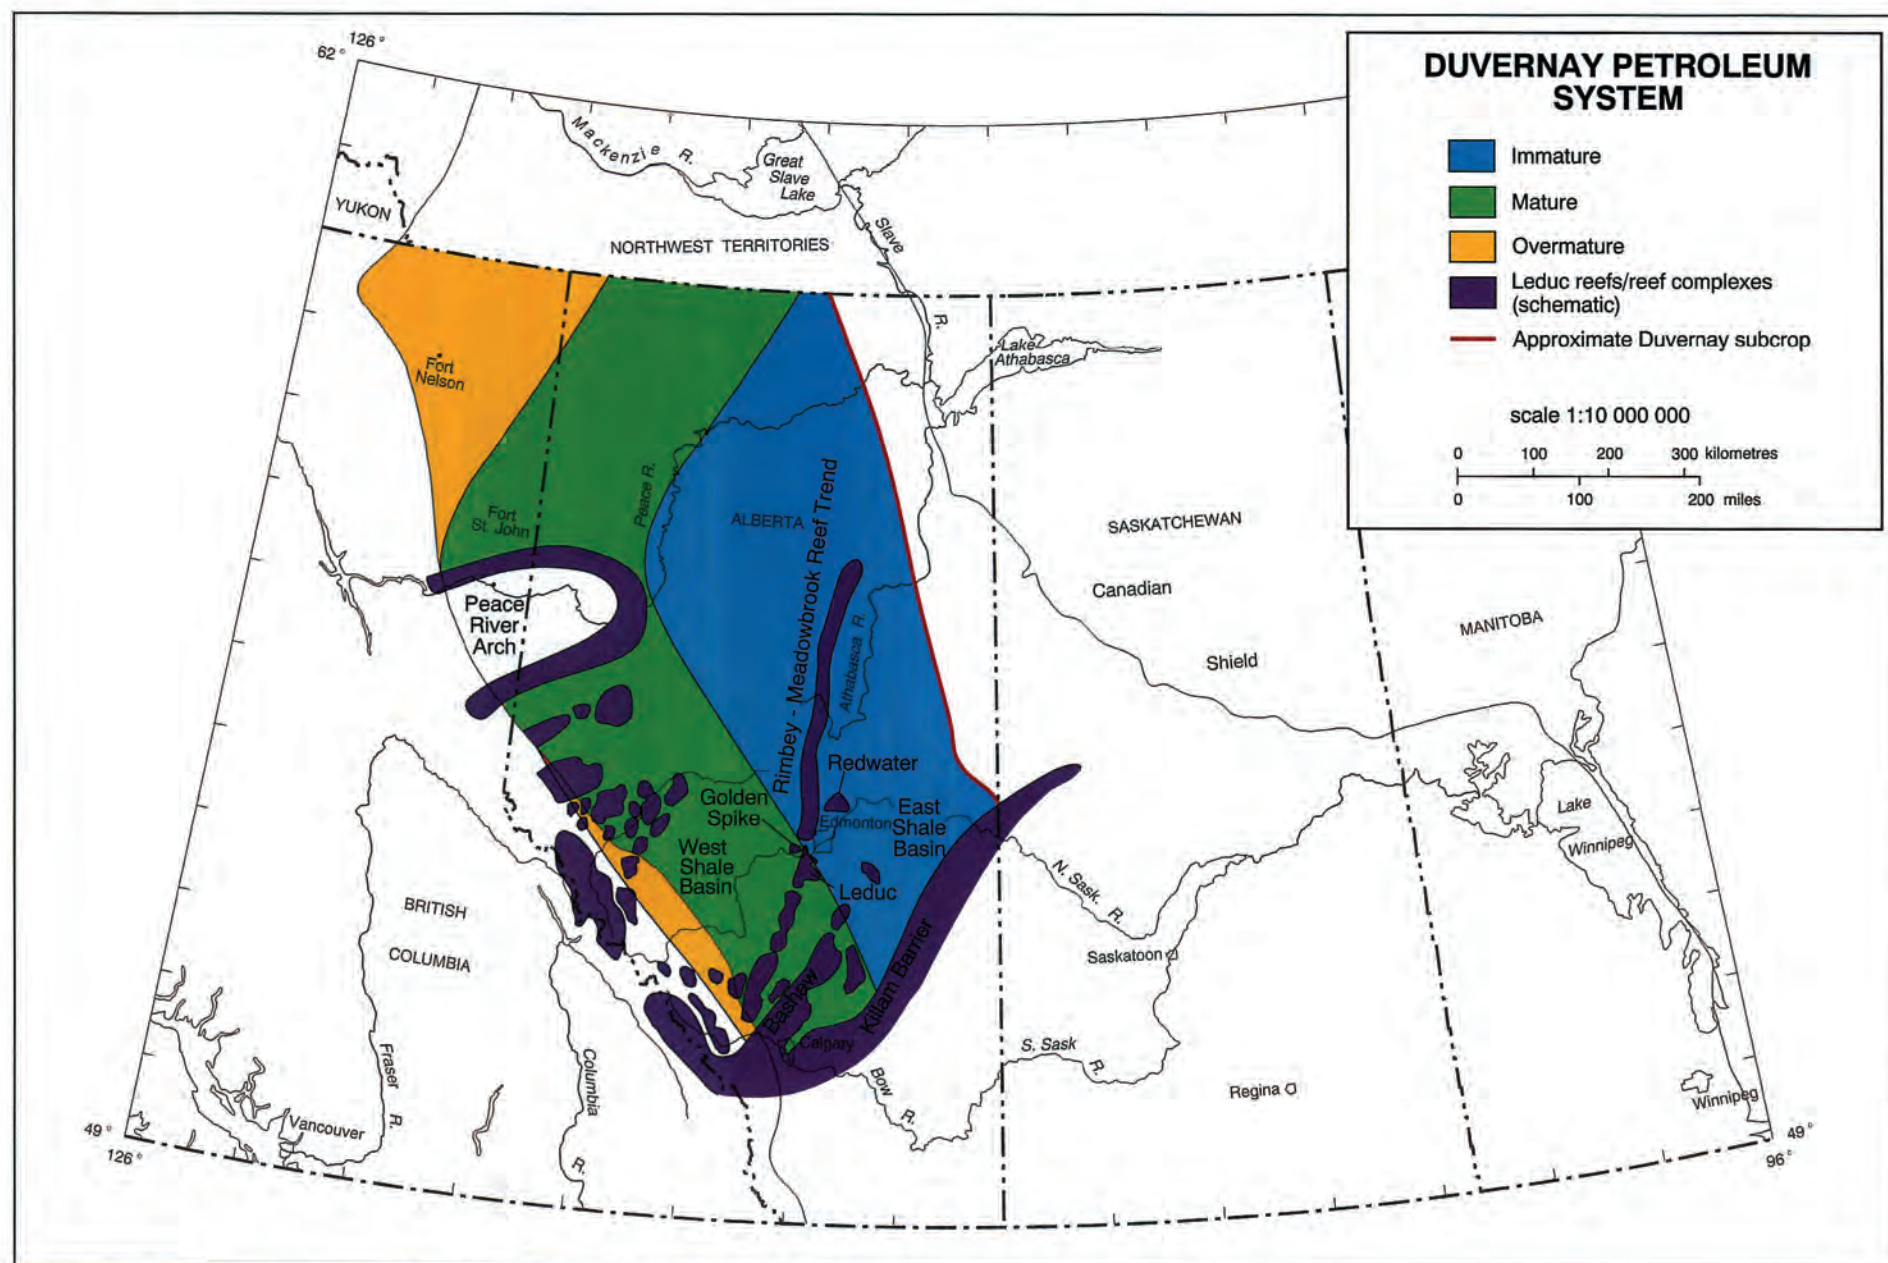 DUVERNAY PETROLEUM
SYSTEM
Immature
Mature
Overmature
Leduc reefs/reef complexes
(schematic)
Approximate Duvernay subcrop
scale 1:10 000 000
0 100 200 300 kilometres
0 100 200 miles
126°
62°
Mackenzie R.
Great
Slave
Lake
YUKON
NORTHWEST TERRITORIES
Slave
R.
Lake
Athabasca
Fort
Nelson
Peace R.
Fort
St. John
ALBERTA
Rimbey - Meadowbrook Reef Trend
SASKATCHEWAN
Canadian
Shield
MANITOBA
Peace
River
Arch
Athabasca R.
Redwater
Golden
Spike
Edmonton
East
Shale
Basin
West
Shale
Basin
Leduc
Lake
Winnipeg
N. Sask. R.
BRITISH
COLUMBIA
Killam Barrier
Saskatoon
Bashaw
Calgary
S. Sask R.
Fraser R.
Columbia
R.
Bow R.
Regina
Winnipeg
Vancouver
49°
126°
49°
96°